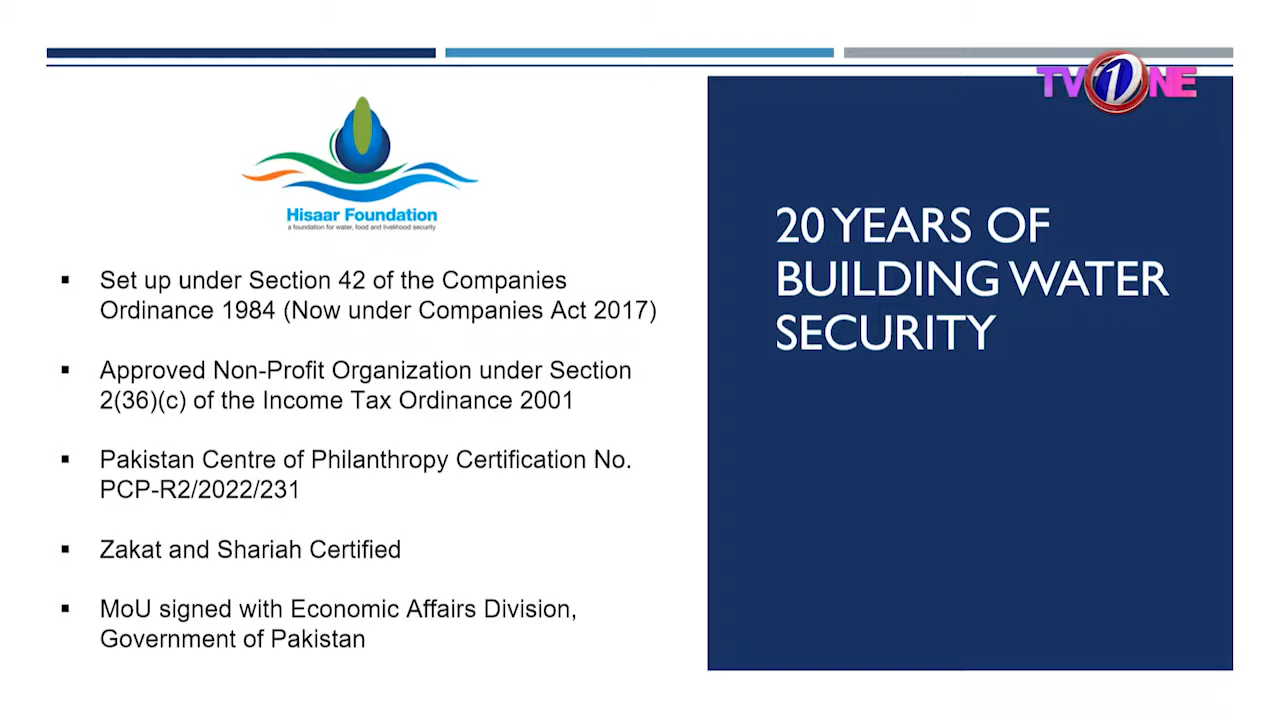 TV1NE
Hisaar Foundation
a foundation for water, food and livelihood security
▪ Set up under Section 42 of the Companies
Ordinance 1984 (Now under Companies Act 2017)
▪ Approved Non-Profit Organization under Section
2(36)(c) of the Income Tax Ordinance 2001
▪ Pakistan Centre of Philanthropy Certification No.
PCP-R2/2022/231
▪ Zakat and Shariah Certified
▪ MoU signed with Economic Affairs Division,
Government of Pakistan
20 YEARS OF
BUILDING WATER
SECURITY